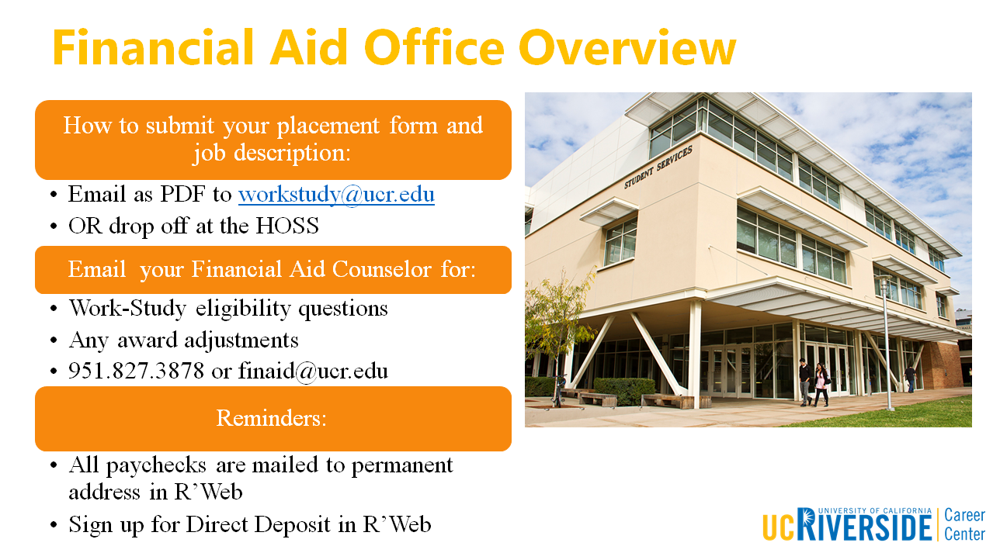 Financial Aid Office Overview
How to submit your placement form and
job description:
• Email as PDF to workstudy@ucr.edu
• OR drop off at the HOSS
Email  your Financial Aid Counselor for:
• Work-Study eligibility questions
• Any award adjustments
• 951.827.3878 or finaid@ucr.edu
Reminders:
• All paychecks are mailed to permanent
address in R’Web
• Sign up for Direct Deposit in R’Web
STUDENT SERVICES
UNIVERSITY OF CALIFORNIA
UCRIVERSIDE
Career
Center